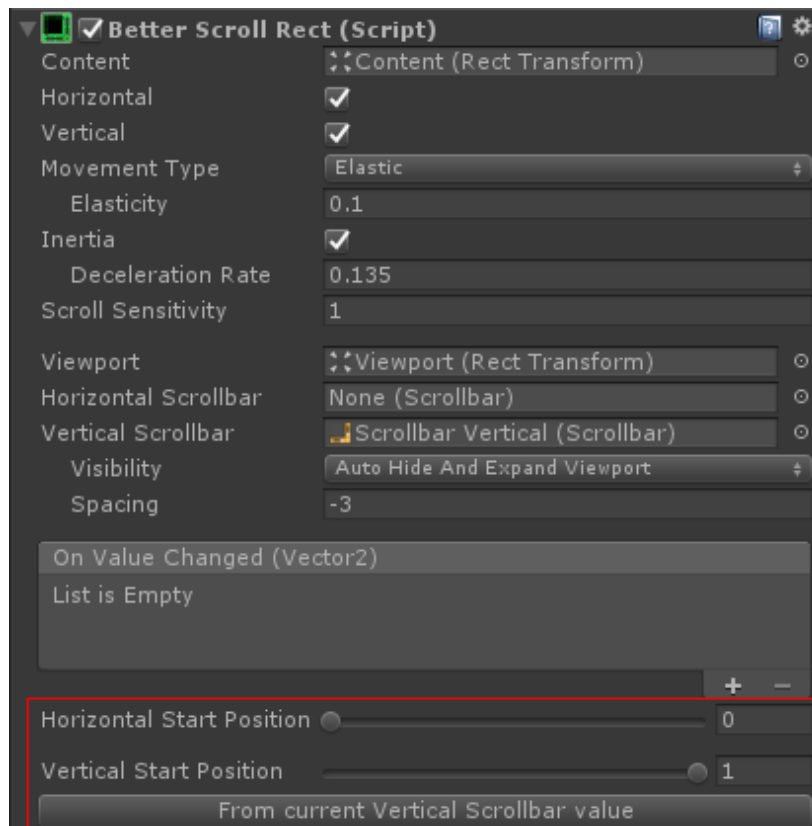 Better Scroll Rect (Script)
Content Content (Rect Transform)
Horizontal
Vertical
Movement Type Elastic
Elasticity 0.1
Inertia
Deceleration Rate 0.135
Scroll Sensitivity 1
Viewport Viewport (Rect Transform)
Horizontal Scrollbar None (Scrollbar)
Vertical Scrollbar Scrollbar Vertical (Scrollbar)
Visibility Auto Hide And Expand Viewport
Spacing -3
On Value Changed (Vector2)
List is Empty
+ −
Horizontal Start Position 0
Vertical Start Position 1
From current Vertical Scrollbar value